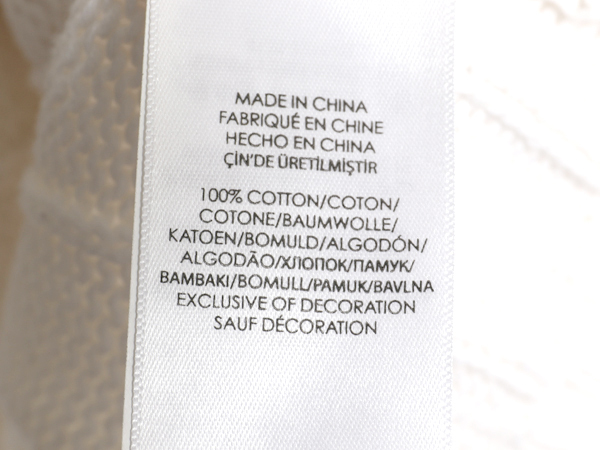 MADE IN CHINA
FABRIQUÉ EN CHINE
HECHO EN CHINA
ÇİN'DE ÜRETİLMİŞTİR
100% COTTON/COTON/
COTONE/BAUMWOLLE/
KATOEN/BOMULD/ALGODÓN/
ALGODÃO/ХЛОПОК/ПАМУК/
BAMBAKI/BOMULL/PAMUK/BAVLNA
EXCLUSIVE OF DECORATION
SAUF DÉCORATION